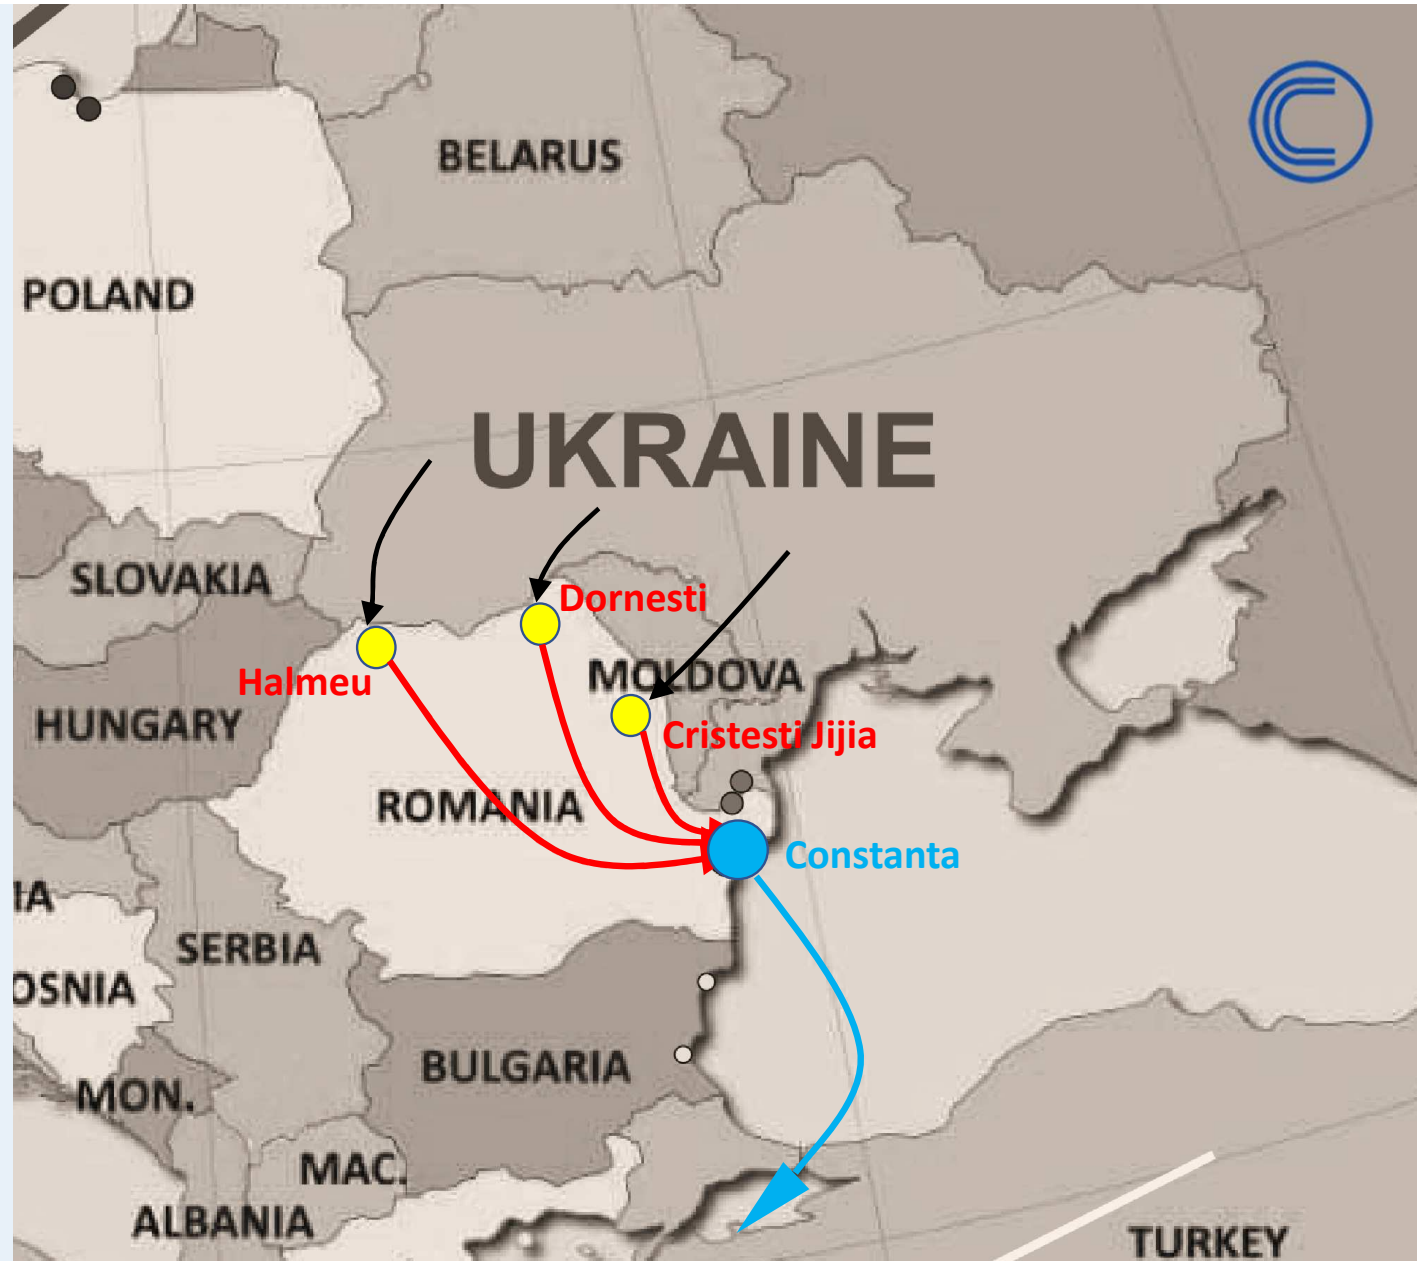 BELARUS
POLAND
UKRAINE
SLOVAKIA
Dornesti
MOLDOVA
Halmeu
HUNGARY
Cristesti Jijia
ROMANIA
Constanta
IA
SERBIA
OSNIA
BULGARIA
MON.
MAC.
ALBANIA
TURKEY